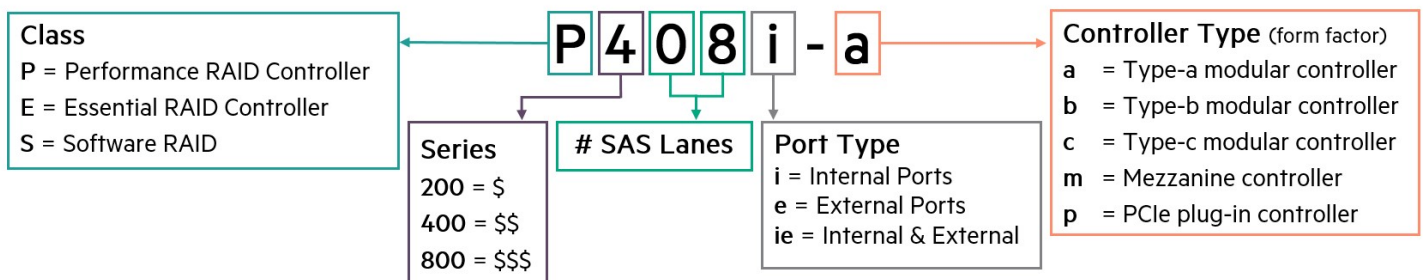 P408i-a
Class
P = Performance RAID Controller
E = Essential RAID Controller
S = Software RAID
Series
200 = $
400 = $$
800 = $$$
# SAS Lanes
Port Type
i = Internal Ports
e = External Ports
ie = Internal & External
Controller Type (form factor)
a = Type-a modular controller
b = Type-b modular controller
c = Type-c modular controller
m = Mezzanine controller
p = PCIe plug-in controller